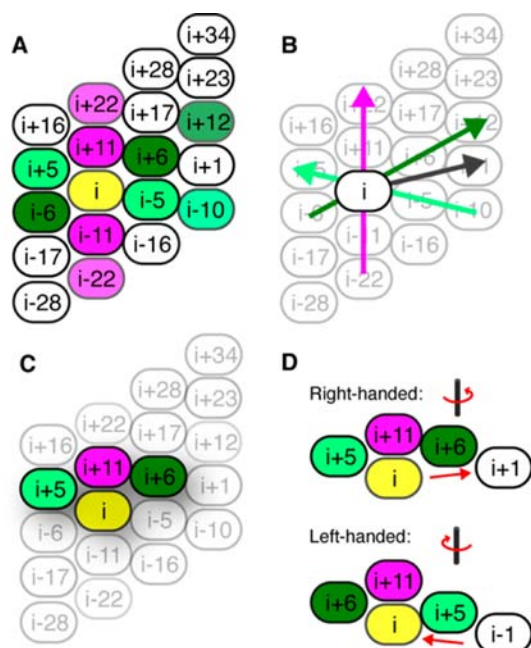 A
i+34
i+28
i+23
i+22
i+17
i+12
i+16
i+11
i+6
i+1
i+5
i
i-5
i-10
i-6
i-11
i-16
i-17
i-22
i-28
B
i+34
i+28
i+23
i+17
i+16
i+6
i
i-5
i-10
i-11
i-16
i-17
i-22
i-28
C
i+34
i+28
i+23
i+22
i+17
i+12
i+16
i+11
i+6
i+1
i+5
i
i-5
i-10
i-6
i-11
i-16
i-17
i-22
i-28
D
Right-handed:
i+11
i+6
i+5
i
i+1
Left-handed:
i+11
i+6
i+5
i
i-1